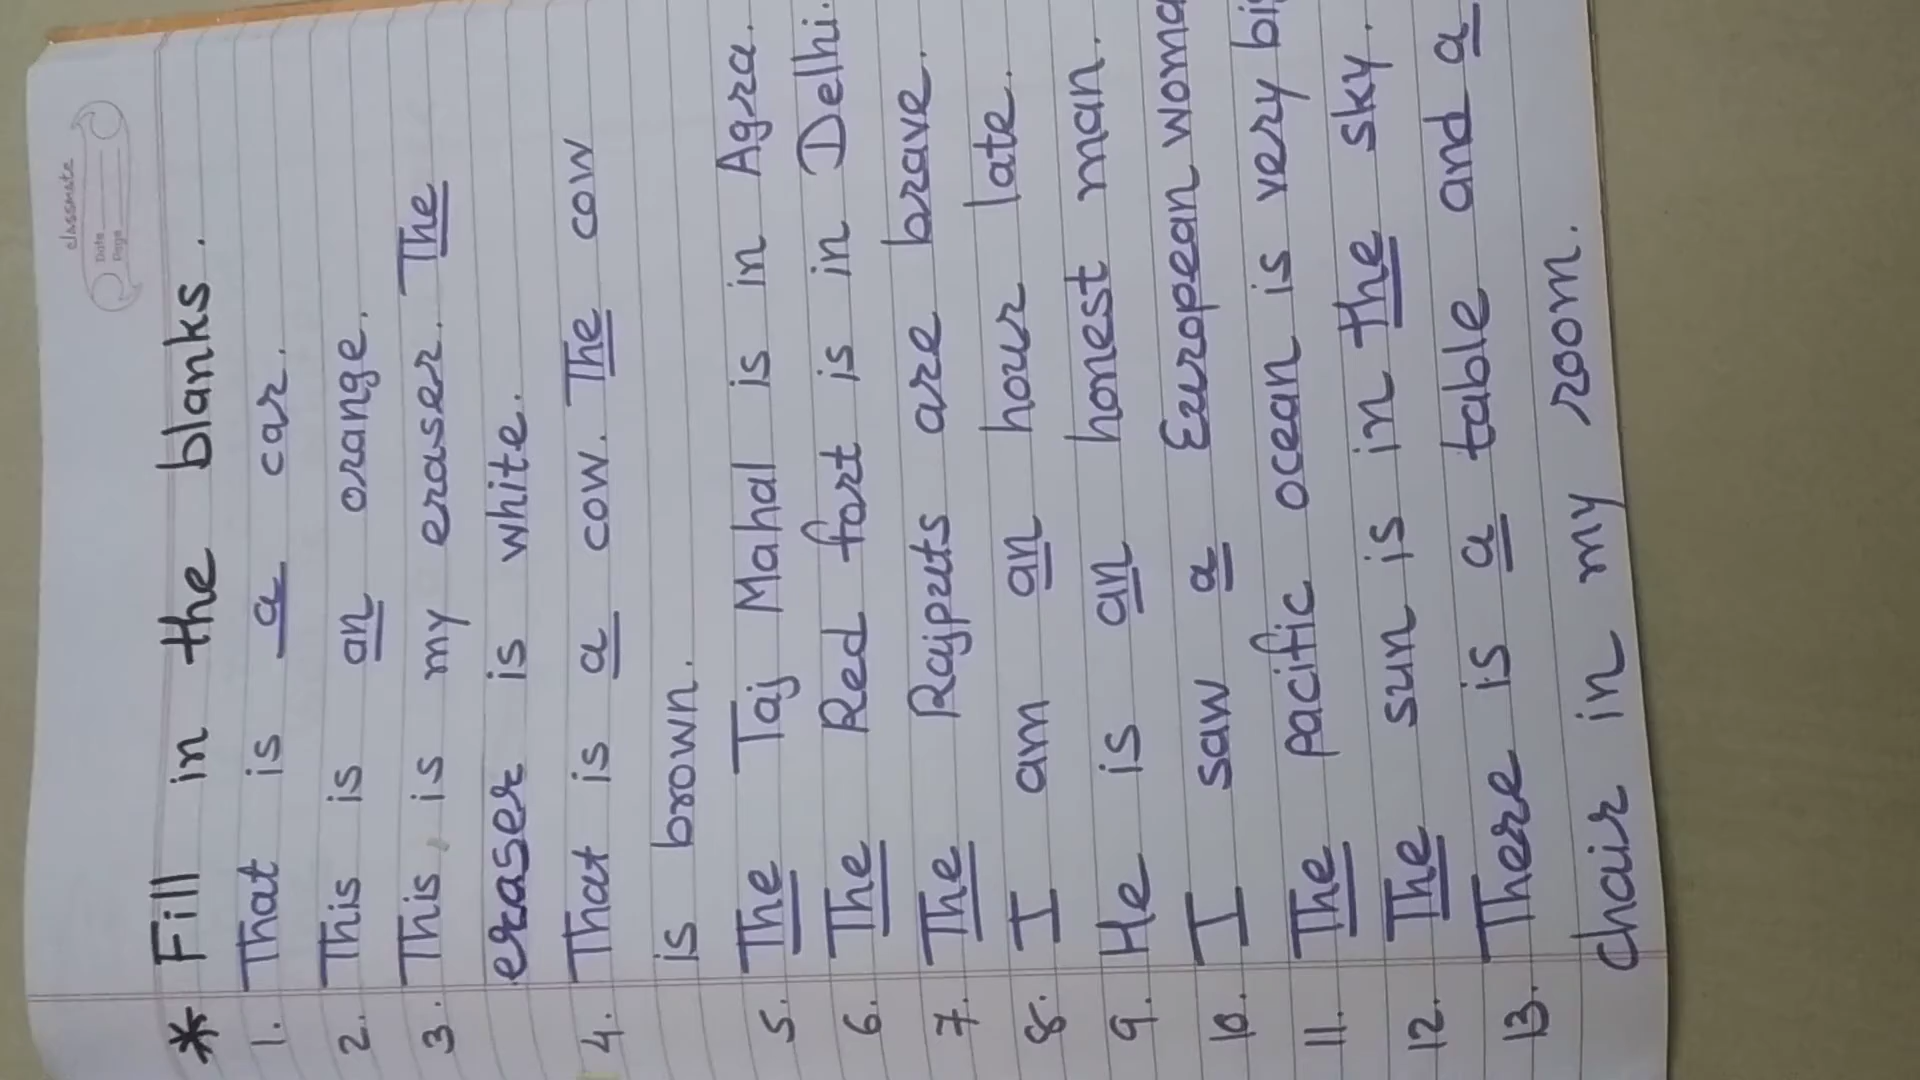 classmate
Date
Page
* Fill in the blanks.
1. That is a car.
2. This is an orange.
3. This is my eraser. The
eraser is white.
4. That is a cow. The cow
is brown.
5. The Taj Mahal is in Agra.
6. The Red fort is in Delhi.
7. The Rajputs are brave.
8. I am an hour late.
9. He is an honest man.
10. I saw a European woma
11. The pacific ocean is very bi
12. The sun is in the sky.
13. There is a table and a
chair in my room.